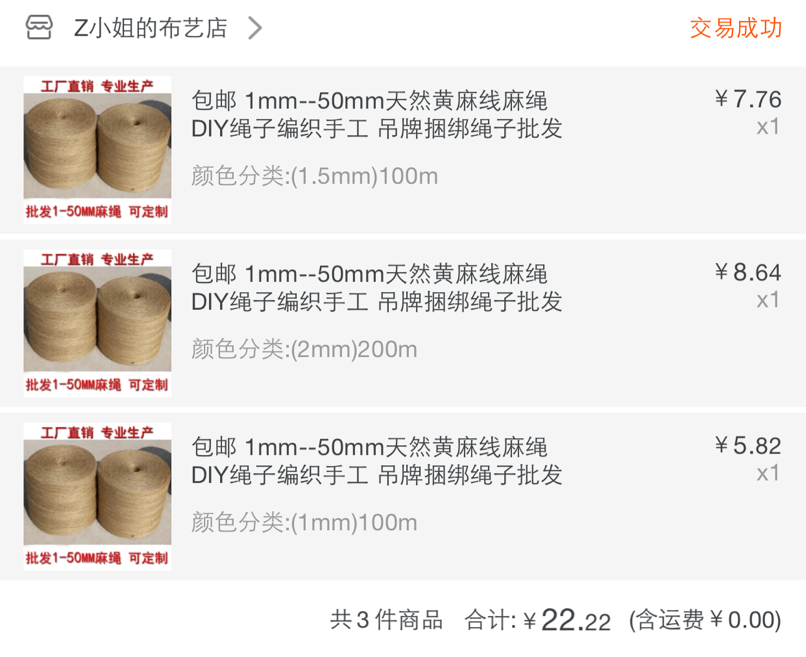 Z小姐的布艺店
交易成功
工厂直销 专业生产
批发1-50MM麻绳 可定制
包邮 1mm--50mm天然黄麻线麻绳
DIY绳子编织手工 吊牌捆绑绳子批发
颜色分类:(1.5mm)100m
￥7.76
x1
工厂直销 专业生产
批发1-50MM麻绳 可定制
包邮 1mm--50mm天然黄麻线麻绳
DIY绳子编织手工 吊牌捆绑绳子批发
颜色分类:(2mm)200m
￥8.64
x1
工厂直销 专业生产
批发1-50MM麻绳 可定制
包邮 1mm--50mm天然黄麻线麻绳
DIY绳子编织手工 吊牌捆绑绳子批发
颜色分类:(1mm)100m
￥5.82
x1
共3件商品 合计:￥22.22 (含运费￥0.00)